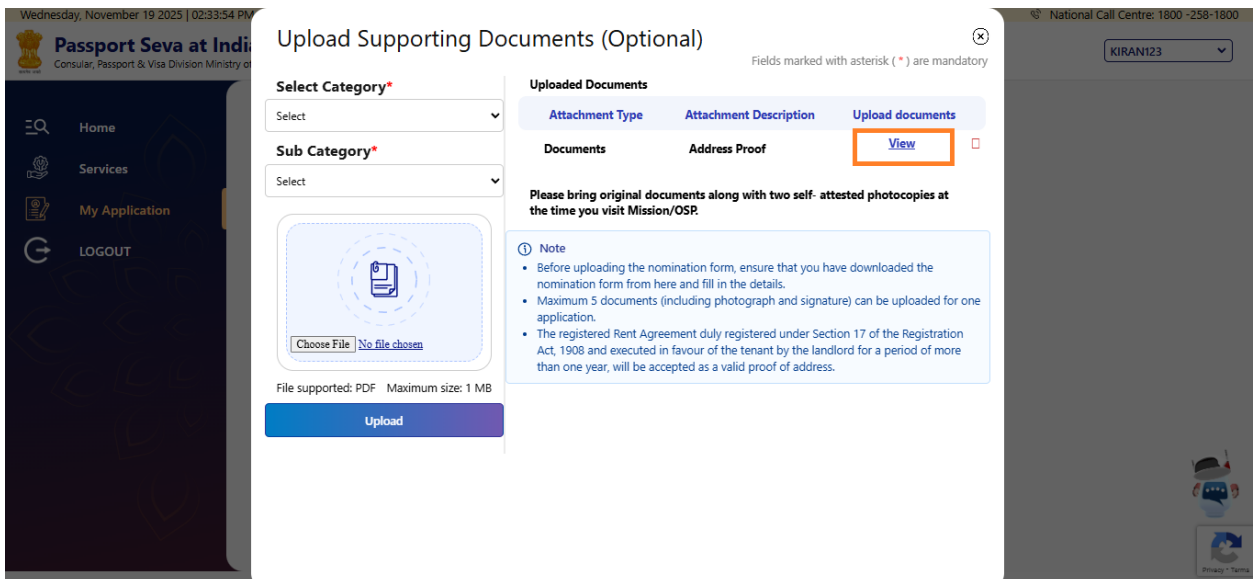 Wednesday, November 19 2025 | 02:33:54 PM
National Call Centre: 1800 -258-1800
Passport Seva at Indi
Consular, Passport & Visa Division Ministry of
KIRAN123
Home
Services
My Application
LOGOUT
Upload Supporting Documents (Optional)
Fields marked with asterisk ( * ) are mandatory
Select Category*
Select
Sub Category*
Select
Choose File No file chosen
File supported: PDF Maximum size: 1 MB
Upload
Uploaded Documents
Attachment Type Attachment Description Upload documents
Documents Address Proof View
Please bring original documents along with two self- attested photocopies at
the time you visit Mission/OSP.
Note
• Before uploading the nomination form, ensure that you have downloaded the
nomination form from here and fill in the details.
• Maximum 5 documents (including photograph and signature) can be uploaded for one
application.
• The registered Rent Agreement duly registered under Section 17 of the Registration
Act, 1908 and executed in favour of the tenant by the landlord for a period of more
than one year, will be accepted as a valid proof of address.
Privacy - Terms